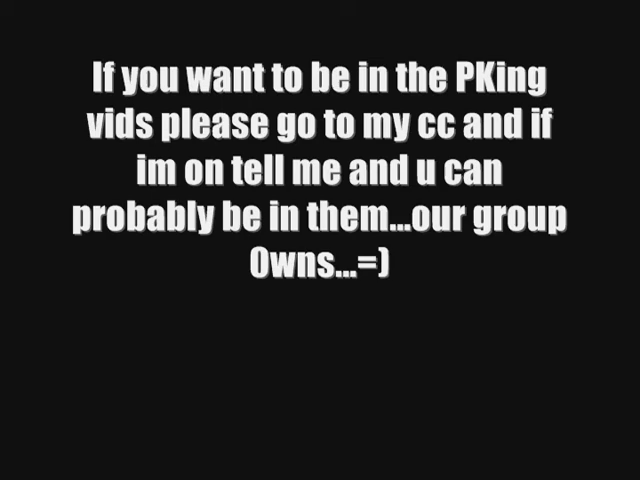 If you want to be in the PKing
vids please go to my cc and if
im on tell me and u can
probably be in them...our group
0wns...=)